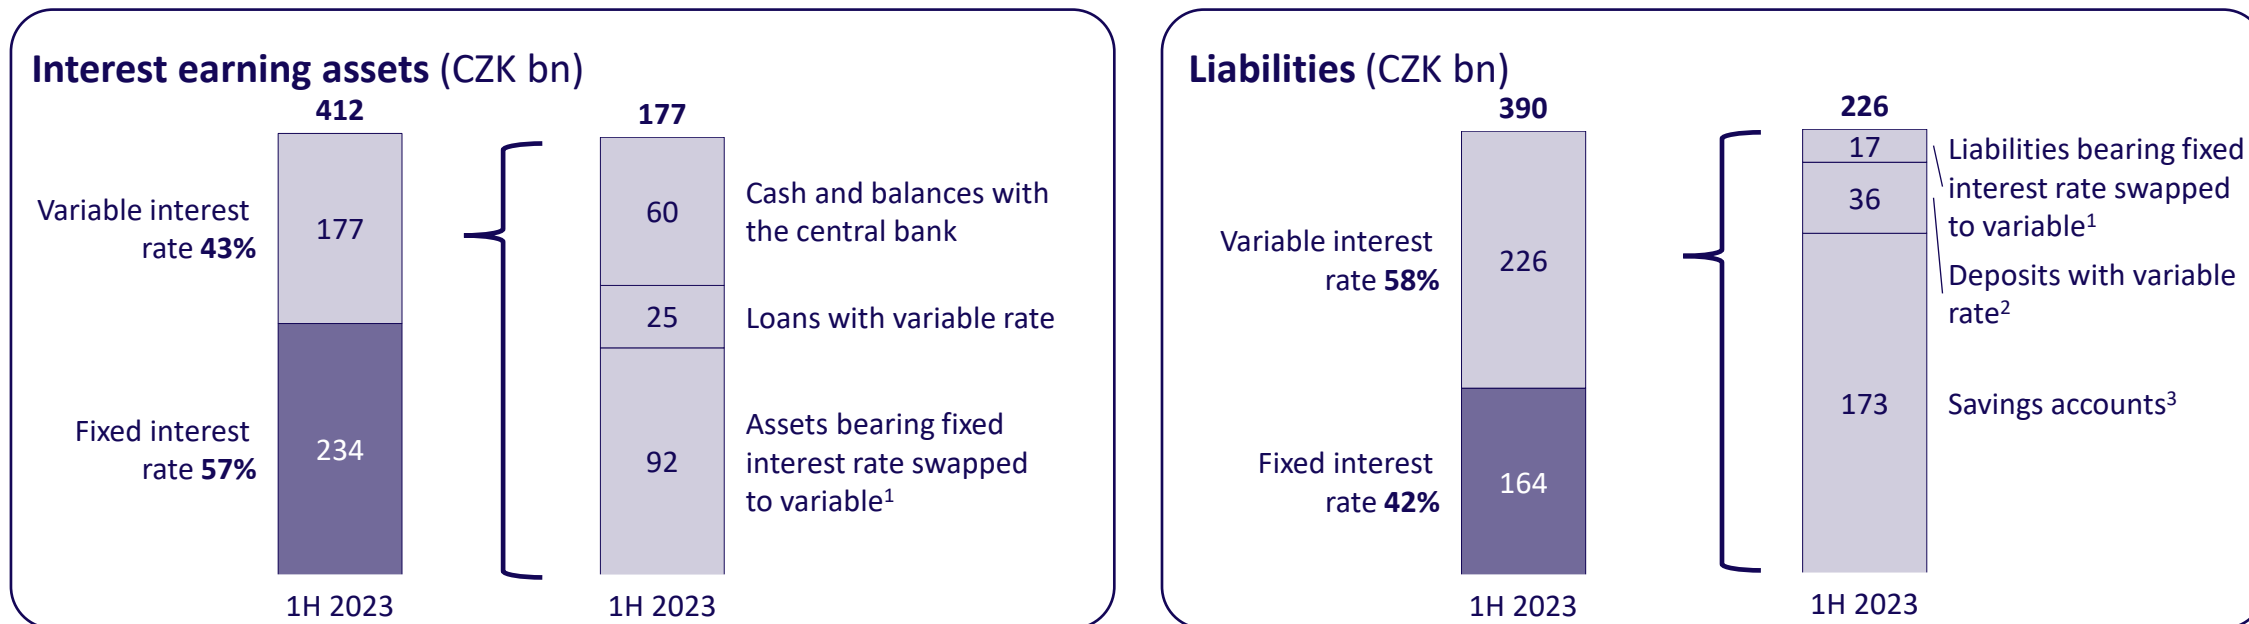 Interest earning assets (CZK bn)
412
177
Variable interest
rate 43%
177
Fixed interest
rate 57%
234
1H 2023
60
Cash and balances with
the central bank
25
Loans with variable rate
92
Assets bearing fixed
interest rate swapped
to variable¹
1H 2023
Liabilities (CZK bn)
390
226
Variable interest
rate 58%
226
Fixed interest
rate 42%
164
1H 2023
17
Liabilities bearing fixed
interest rate swapped
to variable¹
36
Deposits with variable
rate²
173
Savings accounts³
1H 2023